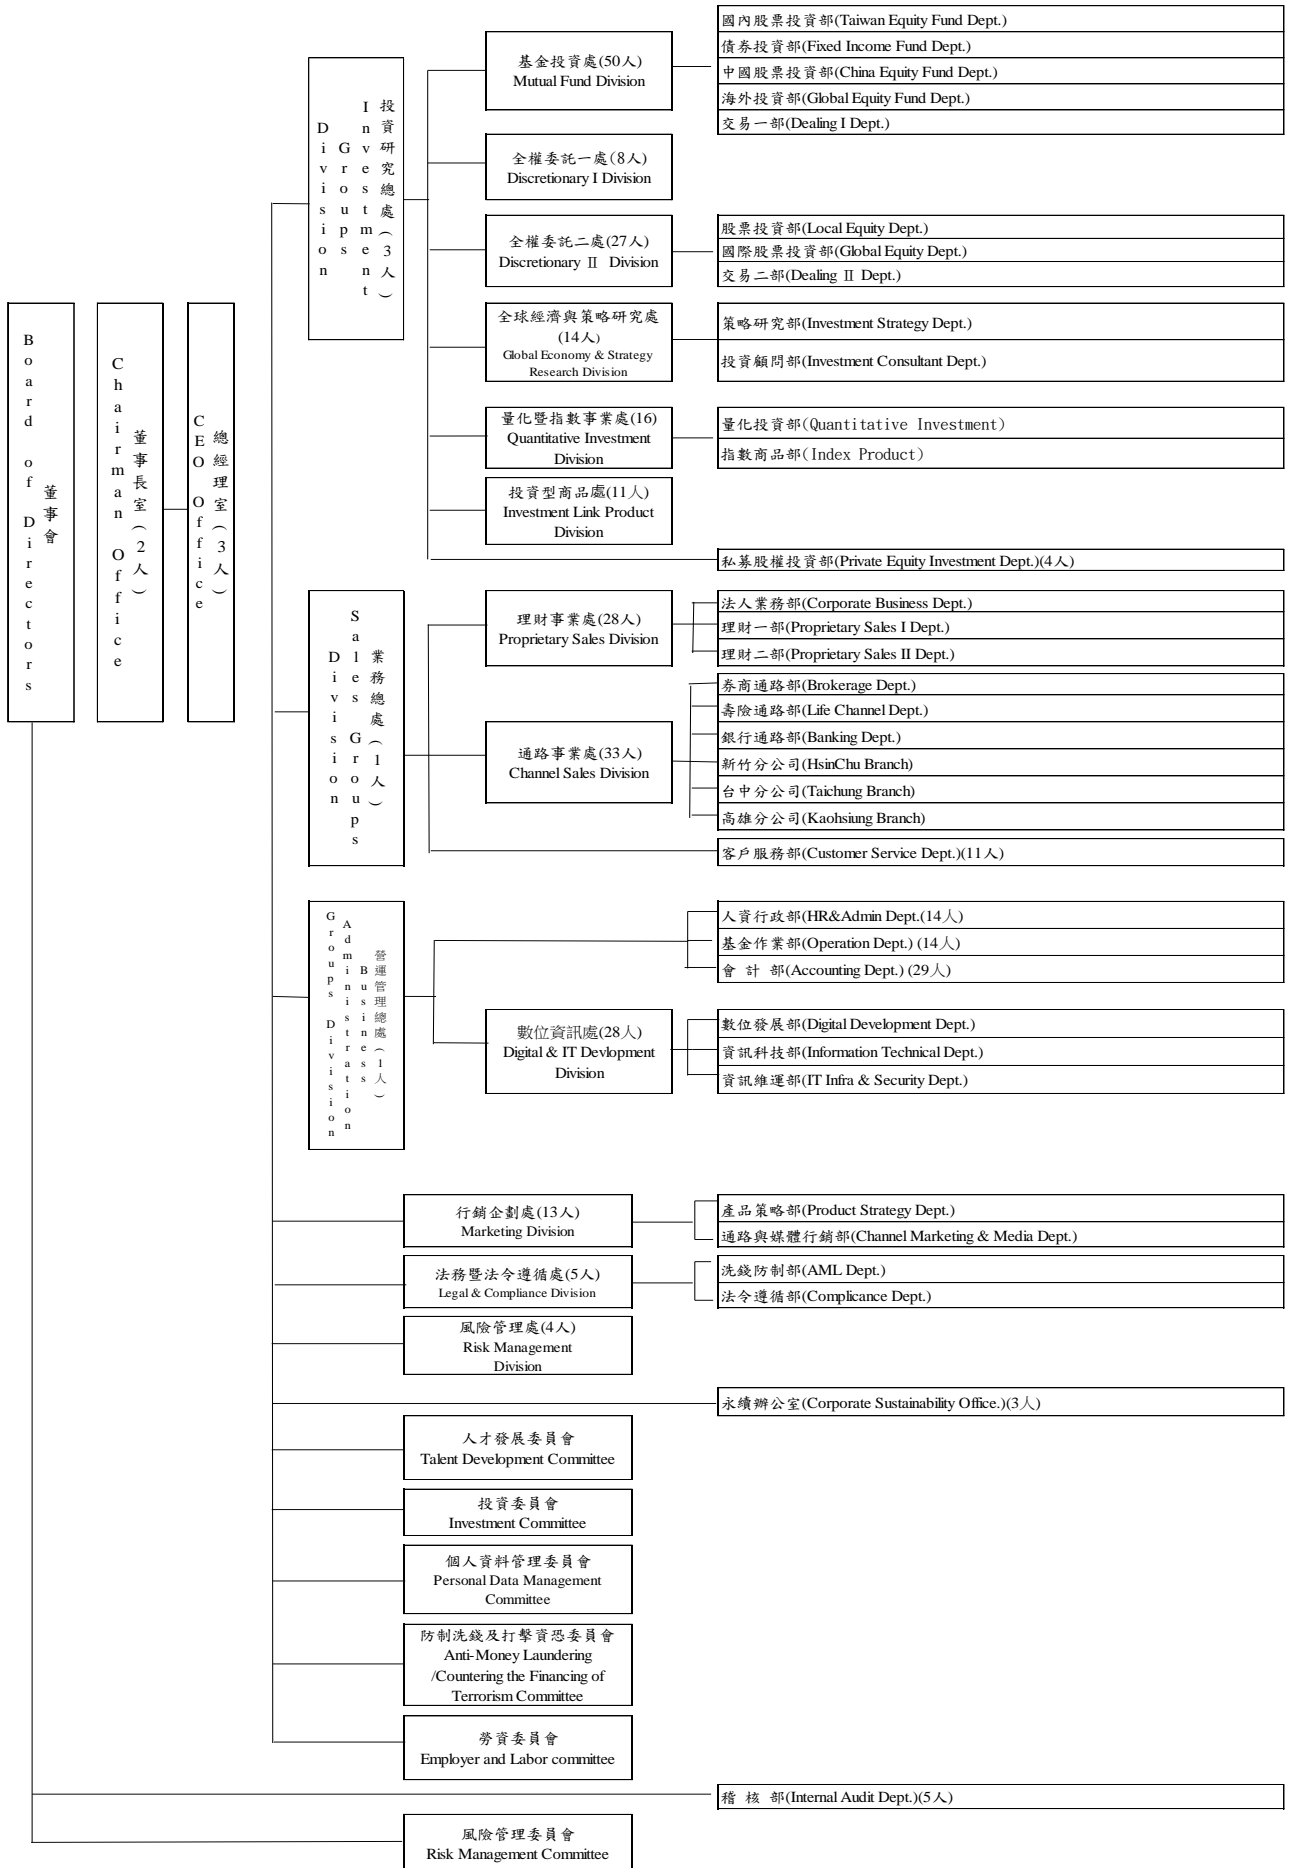 董事會
Board of Directors
董事長室(2人)
Chairman Office
總經理室(3人)
CEO Office
投資研究總處(3人)
Investment
Groups
Division
基金投資處(50人)
Mutual Fund Division
國內股票投資部(Taiwan Equity Fund Dept.)
債券投資部(Fixed Income Fund Dept.)
中國股票投資部(China Equity Fund Dept.)
海外投資部(Global Equity Fund Dept.)
交易一部(Dealing I Dept.)
全權委託一處(8人)
Discretionary I Division
全權委託二處(27人)
Discretionary Ⅱ Division
股票投資部(Local Equity Dept.)
國際股票投資部(Global Equity Dept.)
交易二部(Dealing Ⅱ Dept.)
全球經濟與策略研究處
(14人)
Global Economy & Strategy
Research Division
策略研究部(Investment Strategy Dept.)
投資顧問部(Investment Consultant Dept.)
量化暨指數事業處(16)
Quantitative Investment
Division
量化投資部(Quantitative Investment)
指數商品部(Index Product)
投資型商品處(11人)
Investment Link Product
Division
私募股權投資部(Private Equity Investment Dept.)(4人)
業務總處(1人)
Sales Groups
Division
理財事業處(28人)
Proprietary Sales Division
法人業務部(Corporate Business Dept.)
理財一部(Proprietary Sales I Dept.)
理財二部(Proprietary Sales II Dept.)
通路事業處(33人)
Channel Sales Division
券商通路部(Brokerage Dept.)
壽險通路部(Life Channel Dept.)
銀行通路部(Banking Dept.)
新竹分公司(HsinChu Branch)
台中分公司(Taichung Branch)
高雄分公司(Kaohsiung Branch)
客戶服務部(Customer Service Dept.)(11人)
營運管理總處(1人)
Business
Administration
Groups Division
人資行政部(HR&Admin Dept.(14人)
基金作業部(Operation Dept.) (14人)
會 計 部(Accounting Dept.) (29人)
數位資訊處(28人)
Digital & IT Devlopment
Division
數位發展部(Digital Development Dept.)
資訊科技部(Information Technical Dept.)
資訊維運部(IT Infra & Security Dept.)
行銷企劃處(13人)
Marketing Division
產品策略部(Product Strategy Dept.)
通路與媒體行銷部(Channel Marketing & Media Dept.)
法務暨法令遵循處(5人)
Legal & Compliance Division
洗錢防制部(AML Dept.)
法令遵循部(Complicance Dept.)
風險管理處(4人)
Risk Management
Division
永續辦公室(Corporate Sustainability Office.)(3人)
人才發展委員會
Talent Development Committee
投資委員會
Investment Committee
個人資料管理委員會
Personal Data Management
Committee
防制洗錢及打擊資恐委員會
Anti-Money Laundering
/Countering the Financing of
Terrorism Committee
勞資委員會
Employer and Labor committee
稽 核 部(Internal Audit Dept.)(5人)
風險管理委員會
Risk Management Committee